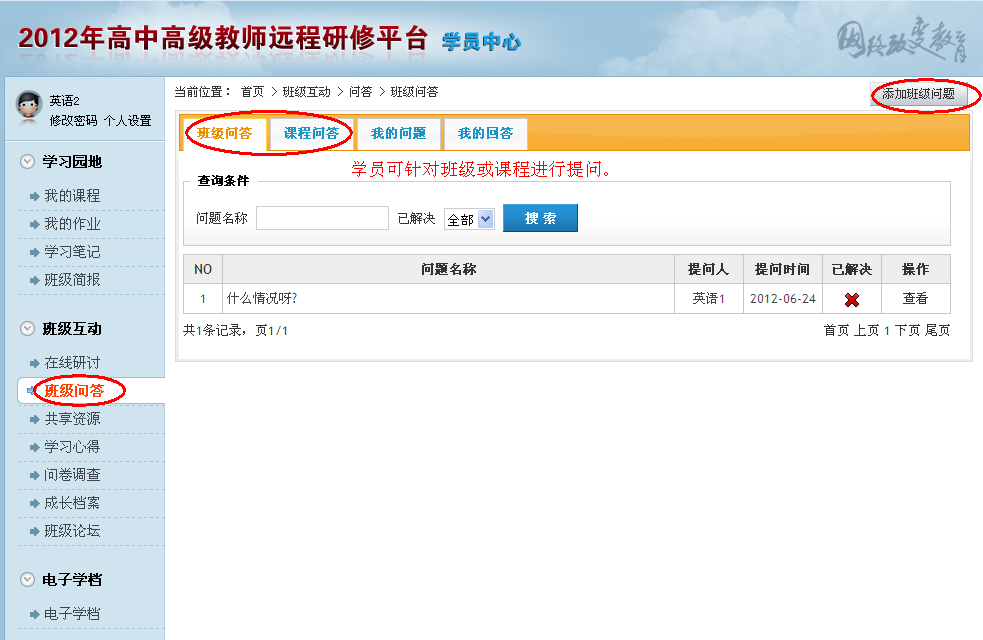 2012年高中高级教师远程研修平台 学员中心
网络改变教育
英语2
修改密码 个人设置
学习园地
我的课程
我的作业
学习笔记
班级简报
班级互动
在线研讨
班级问答
共享资源
学习心得
问卷调查
成长档案
班级论坛
电子学档
电子学档
当前位置： 首页 > 班级互动 > 问答 > 班级问答
添加班级问题
班级问答 课程问答 我的问题 我的回答
学员可针对班级或课程进行提问。
查询条件
问题名称 已解决 全部 搜 索
NO 问题名称 提问人 提问时间 已解决 操作
1 什么情况呀? 英语1 2012-06-24 查看
共1条记录，页1/1 首页 上页 1 下页 尾页